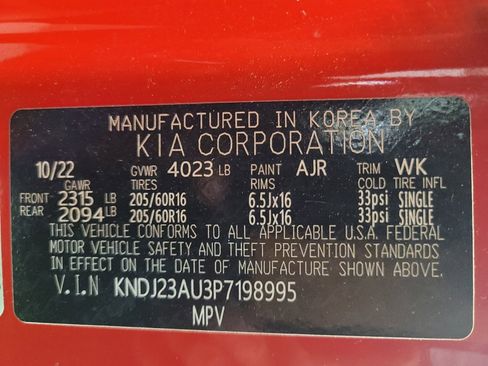 MANUFACTURED IN KOREA BY
KIA CORPORATION
10/22 GVWR 4023 LB PAINT AJR TRIM WK
GAWR TIRES RIMS COLD TIRE INFL
FRONT 2315 LB 205/60R16 6.5Jx16 33psi SINGLE
REAR 2094 LB 205/60R16 6.5Jx16 33psi SINGLE
THIS VEHICLE CONFORMS TO ALL APPLICABLE U.S.A. FEDERAL
MOTOR VEHICLE SAFETY AND THEFT PREVENTION STANDARDS
IN EFFECT ON THE DATE OF MANUFACTURE SHOWN ABOVE.
V.I.N KNDJ23AU3P7198995
MPV